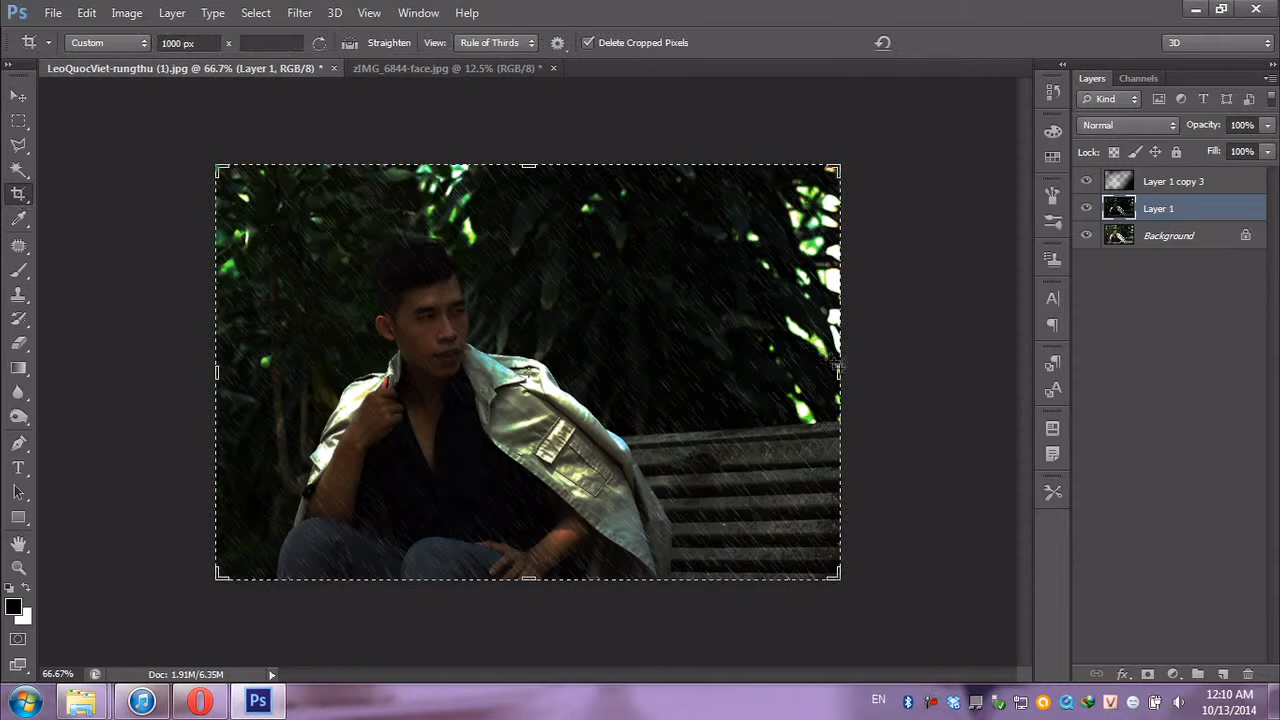 Ps File Edit Image Layer Type Select Filter 3D View Window Help
Custom 1000 px x Straighten View: Rule of Thirds Delete Cropped Pixels 3D
LeoQuocViet-rungthu (1).jpg @ 66.7% (Layer 1, RGB/8) * × zIMG_6844-face.jpg @ 12.5% (RGB/8) * ×
Layers Channels
Kind
Normal Opacity: 100%
Lock: Fill: 100%
Layer 1 copy 3
Layer 1
Background
66.67% Doc: 1.91M/6.35M
Ps EN 12:10 AM
10/13/2014